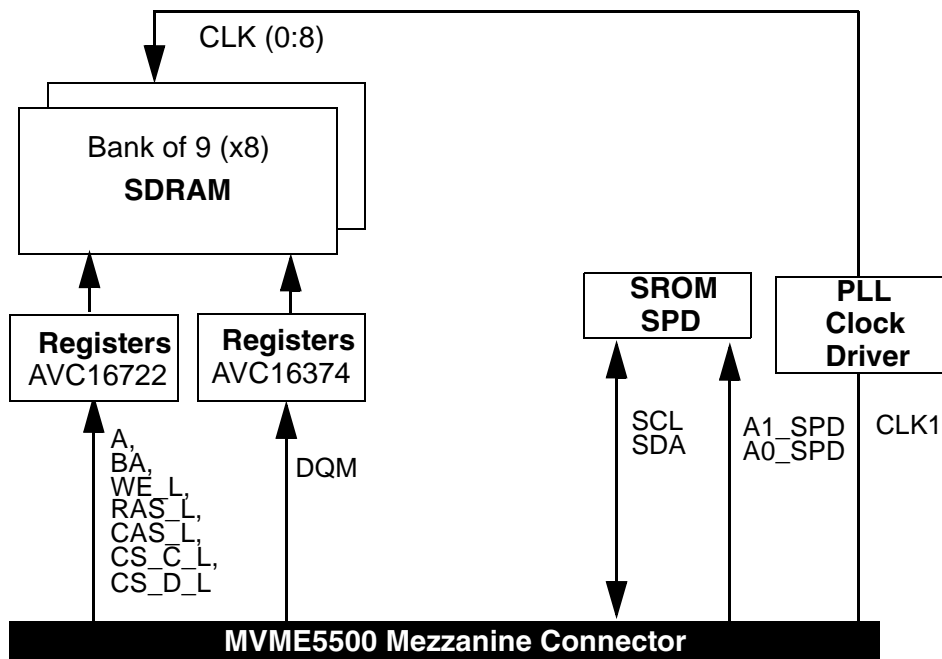 CLK (0:8)
Bank of 9 (x8)
SDRAM
SROM
SPD
PLL
Clock
Driver
Registers
AVC16722
Registers
AVC16374
A,
BA,
WE_L,
RAS_L,
CAS_L,
CS_C_L,
CS_D_L
DQM
SCL
SDA
A1_SPD
A0_SPD
CLK1
MVME5500 Mezzanine Connector